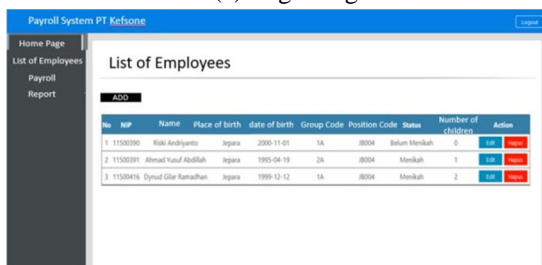 Payroll System PT Kefsone
Logout
Home Page
List of Employees
Payroll
Report
List of Employees
ADD
No NIP Name Place of birth date of birth Group Code Position Code Status Number of children Action
1 11500390 Riski Andriyanto Jepara 2000-11-01 1A JB004 Belum Menikah 0 Edit Hapus
2 11500391 Ahmad Yusuf Abdillah Jepara 1995-04-19 2A JB004 Menikah 1 Edit Hapus
3 11500416 Dynud Gilar Ramadhan Jepara 1999-12-12 1A JB004 Menikah 2 Edit Hapus